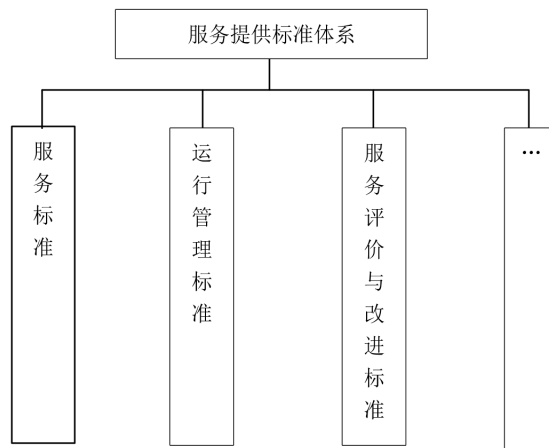 服务提供标准体系
服务标准
运行管理标准
服务评价与改进标准
…